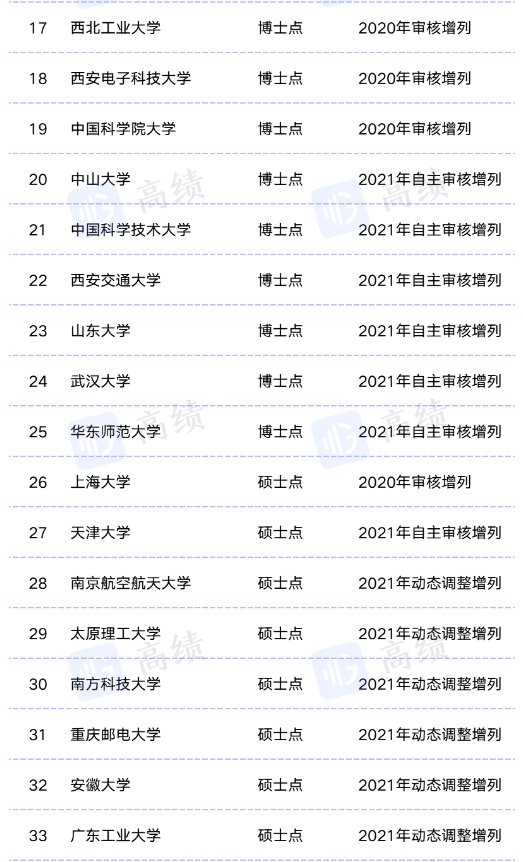 17 西北工业大学 博士点 2020年审核增列
18 西安电子科技大学 博士点 2020年审核增列
19 中国科学院大学 博士点 2020年审核增列
20 中山大学 博士点 2021年自主审核增列
21 中国科学技术大学 博士点 2021年自主审核增列
22 西安交通大学 博士点 2021年自主审核增列
23 山东大学 博士点 2021年自主审核增列
24 武汉大学 博士点 2021年自主审核增列
25 华东师范大学 博士点 2021年自主审核增列
26 上海大学 硕士点 2020年审核增列
27 天津大学 硕士点 2021年自主审核增列
28 南京航空航天大学 硕士点 2021年动态调整增列
29 太原理工大学 硕士点 2021年动态调整增列
30 南方科技大学 硕士点 2021年动态调整增列
31 重庆邮电大学 硕士点 2021年动态调整增列
32 安徽大学 硕士点 2021年动态调整增列
33 广东工业大学 硕士点 2021年动态调整增列
高绩
高绩
高绩
高绩
高绩
高绩